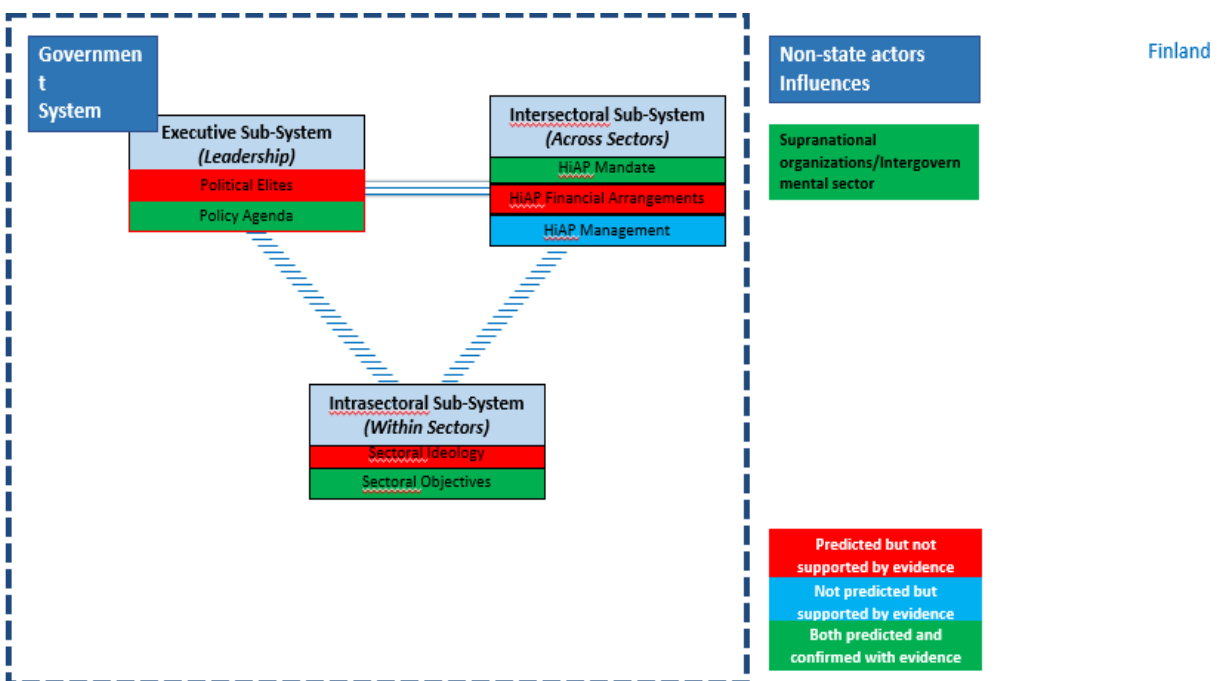 Governmen
t
System
Executive Sub-System
(Leadership)
Political Elites
Policy Agenda
Intersectoral Sub-System
(Across Sectors)
HiAP Mandate
HiAP Financial Arrangements
HiAP Management
Intrasectoral Sub-System
(Within Sectors)
Sectoral Ideology
Sectoral Objectives
Non-state actors
Influences
Finland
Supranational
organizations/Intergovern
mental sector
Predicted but not
supported by evidence
Not predicted but
supported by evidence
Both predicted and
confirmed with evidence